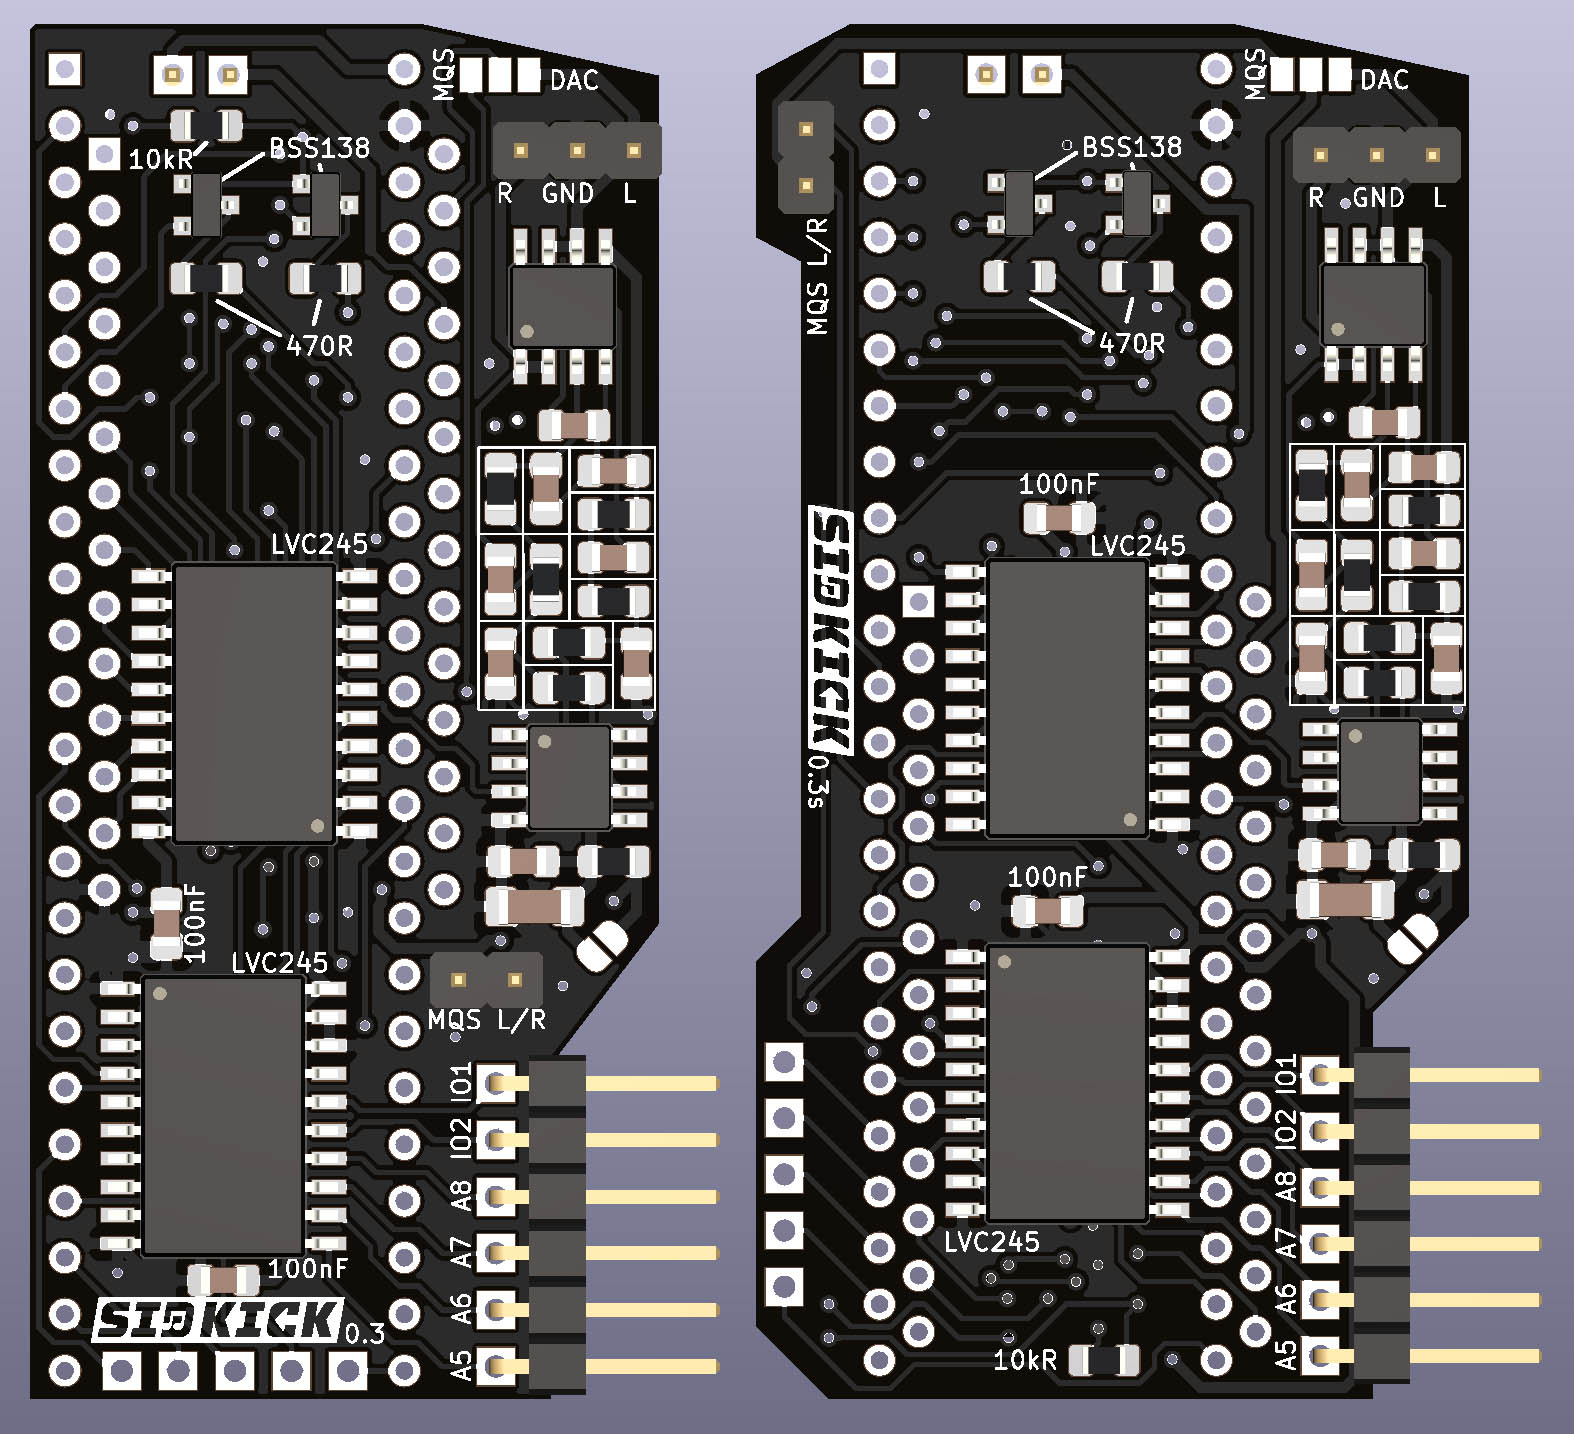 MQS
DAC
10kR
BSS138
R GND L
470R
LVC245
100nF
LVC245
MQS L/R
IO1
IO2
A8
A7
A6
A5
100nF
SIDKICK 0.3
MQS
DAC
BSS138
R GND L
MQS L/R
470R
100nF
LVC245
SIDKICK 0.3s
100nF
LVC245
10kR
IO1
IO2
A8
A7
A6
A5